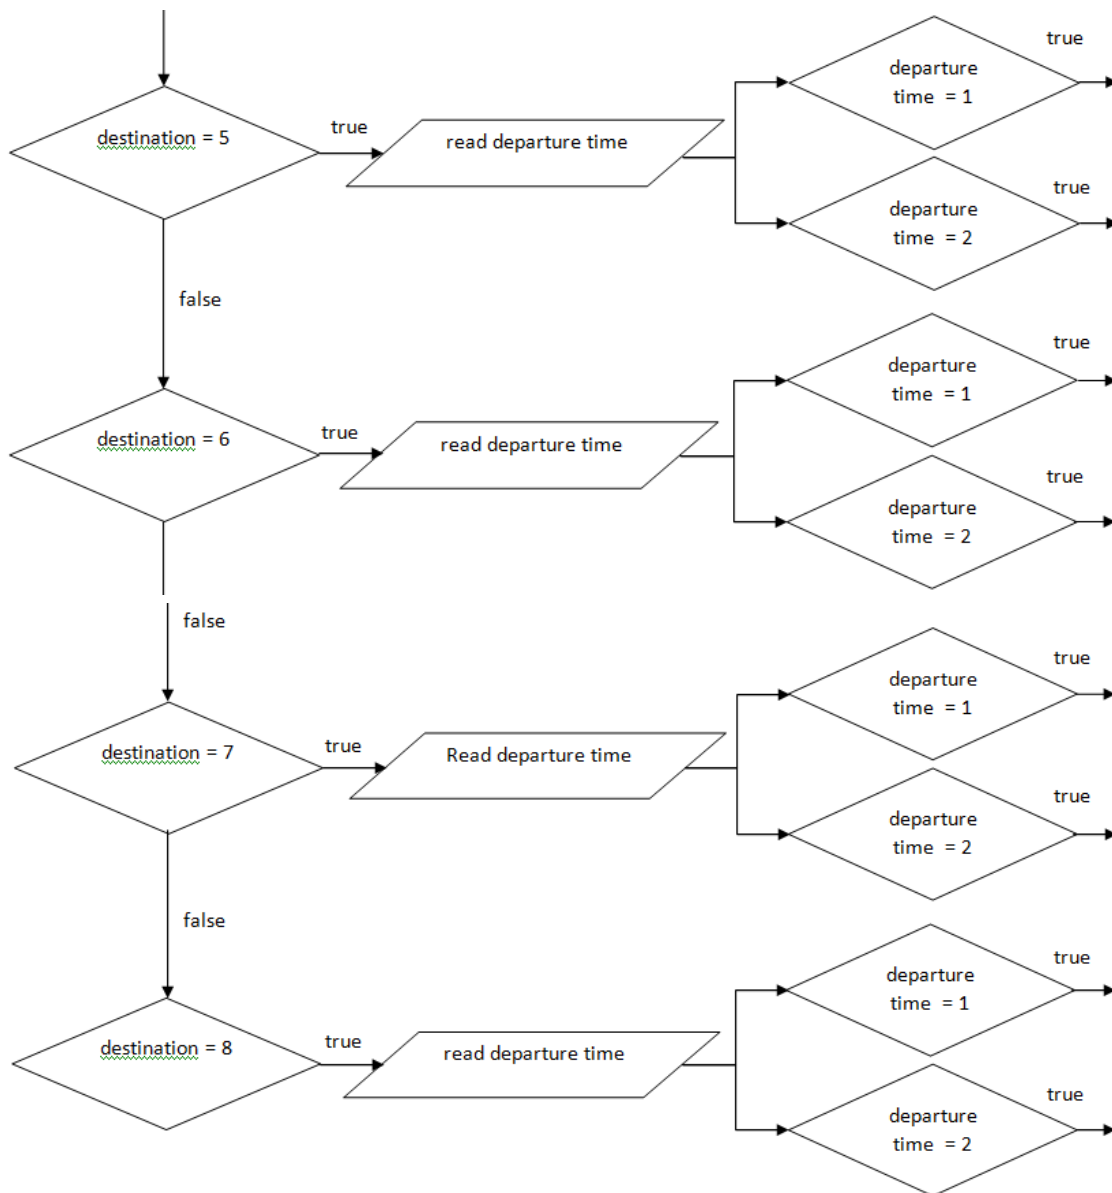 true
departure
time = 1
destination = 5
true
read departure time
true
departure
time = 2
false
true
departure
time = 1
destination = 6
true
read departure time
true
departure
time = 2
false
true
departure
time = 1
destination = 7
true
Read departure time
true
departure
time = 2
false
true
departure
time = 1
destination = 8
true
read departure time
true
departure
time = 2